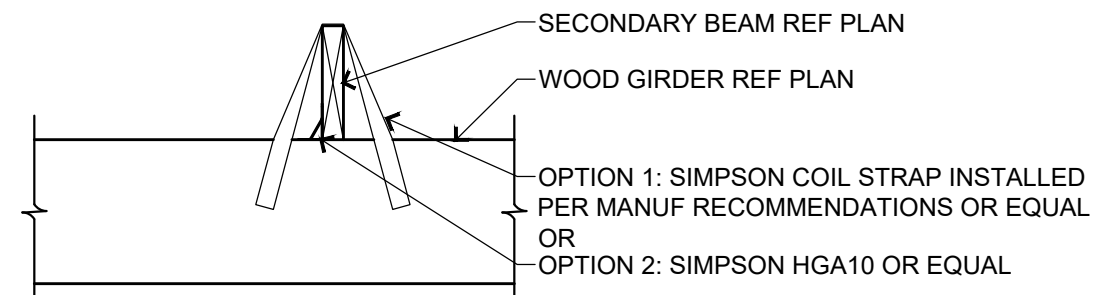 SECONDARY BEAM REF PLAN
WOOD GIRDER REF PLAN
OPTION 1: SIMPSON COIL STRAP INSTALLED
PER MANUF RECOMMENDATIONS OR EQUAL
OR
OPTION 2: SIMPSON HGA10 OR EQUAL